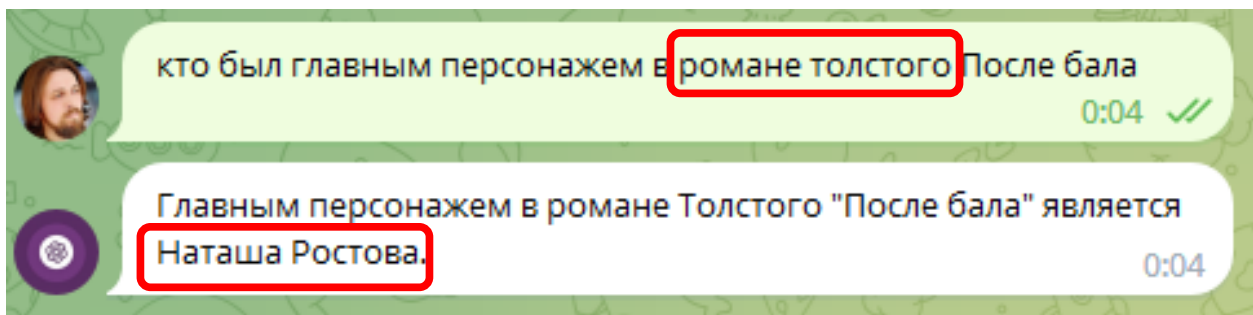 кто был главным персонажем в романе толстого После бала
0:04
Главным персонажем в романе Толстого "После бала" является
Наташа Ростова.
0:04